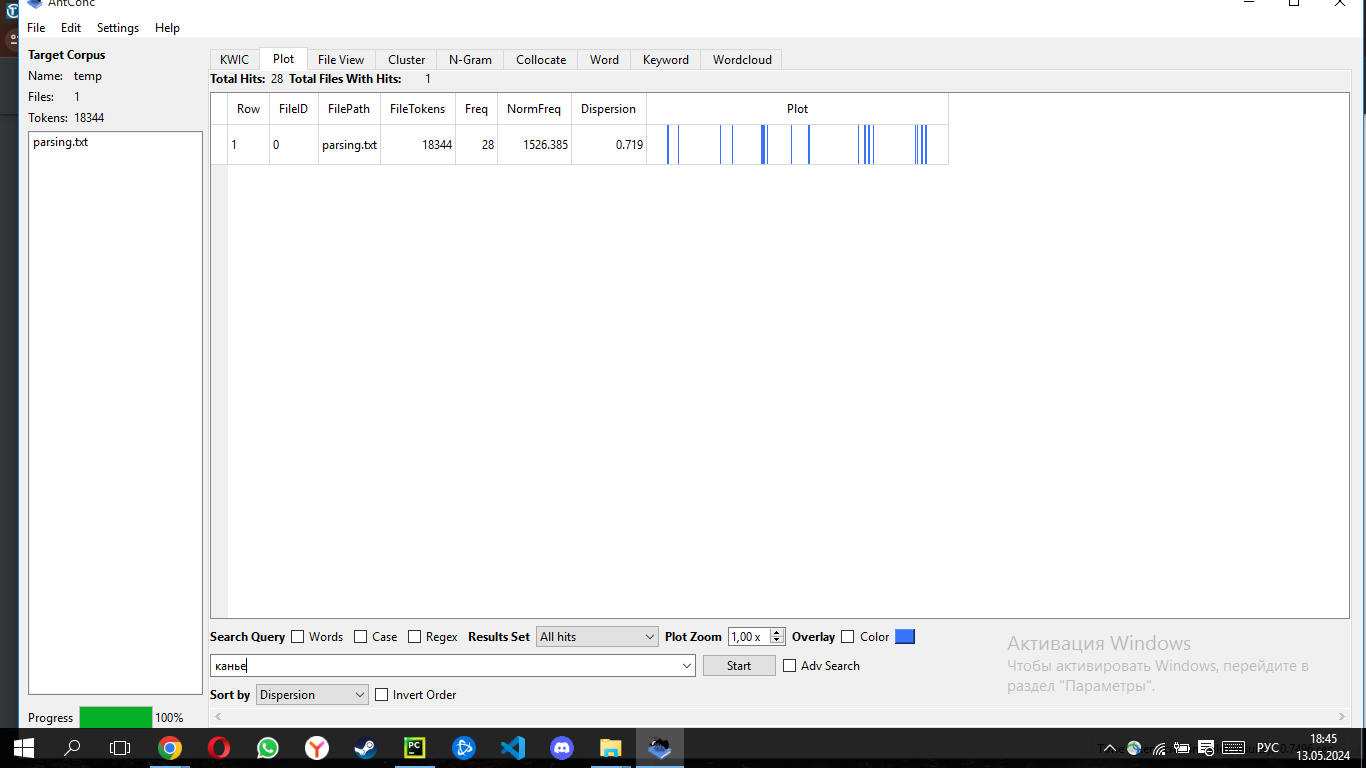 AntConc
File Edit Settings Help
Target Corpus
Name: temp
Files: 1
Tokens: 18344
parsing.txt
Progress 100%
KWIC Plot File View Cluster N-Gram Collocate Word Keyword Wordcloud
Total Hits: 28 Total Files With Hits: 1
Row FileID FilePath FileTokens Freq NormFreq Dispersion Plot
1 0 parsing.txt 18344 28 1526.385 0.719
Search Query Words Case Regex Results Set All hits Plot Zoom 1,00 x Overlay Color
канье Start Adv Search
Sort by Dispersion Invert Order
Активация Windows
Чтобы активировать Windows, перейдите в
раздел "Параметры".
PC
РУС
18:45
13.05.2024